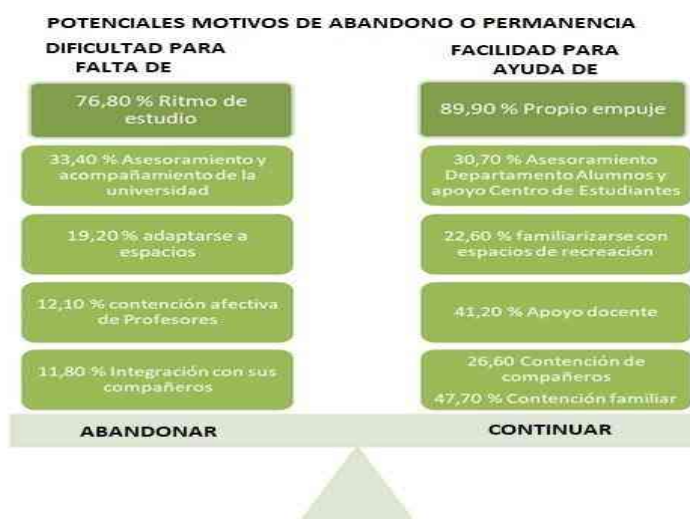 POTENCIALES MOTIVOS DE ABANDONO O PERMANENCIA
DIFICULTAD PARA
FALTA DE
76,80 % Ritmo de
estudio
33,40 % Asesoramiento y
acompañamiento de la
universidad
19,20 % adaptarse a
espacios
12,10 % contención afectiva
de Profesores
11,80 % Integración con sus
compañeros
ABANDONAR
FACILIDAD PARA
AYUDA DE
89,90 % Propio empuje
30,70 % Asesoramiento
Departamento Alumnos y
apoyo Centro de Estudiantes
22,60 % familiarizarse con
espacios de recreación
41,20 % Apoyo docente
26,60 Contención de
compañeros
47,70 % Contención familiar
CONTINUAR